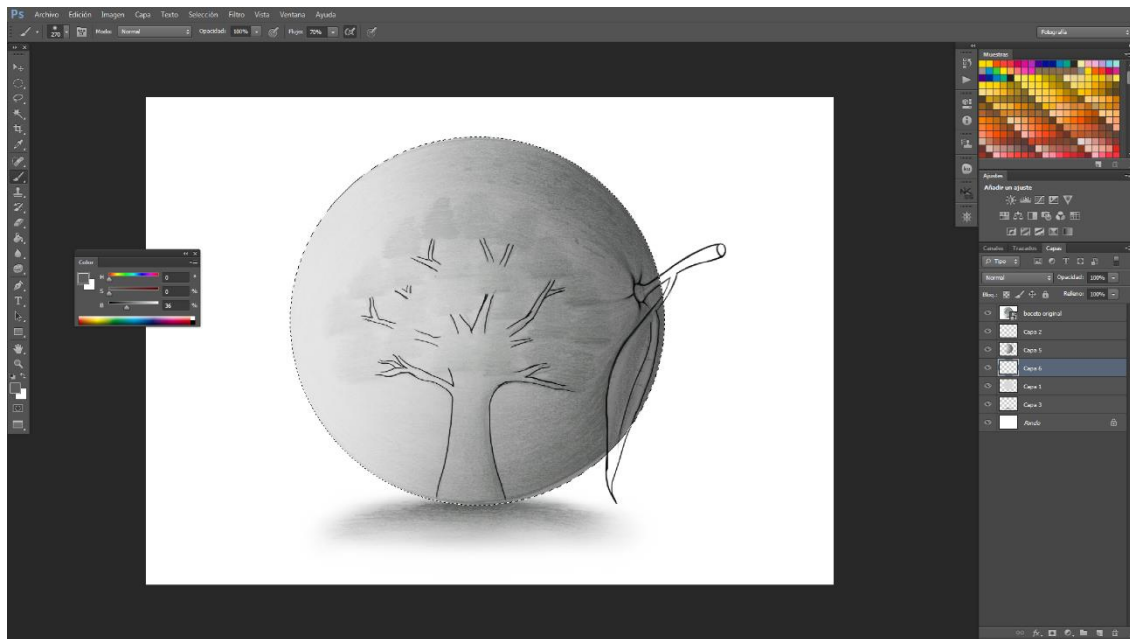 Ps Archivo Edición Imagen Capa Texto Selección Filtro Vista Ventana Ayuda
270 Modo: Normal Opacidad: 100% Flujo: 70% Fotografía
Muestras
Ajustes
Añadir un ajuste
Color
H 0 °
S 0 %
B 36 %
Canales Trazados Capas
Tipo
Normal Opacidad: 100%
Bloq.: Relleno: 100%
boceto original
Capa 2
Capa 5
Capa 6
Capa 1
Capa 3
Fondo